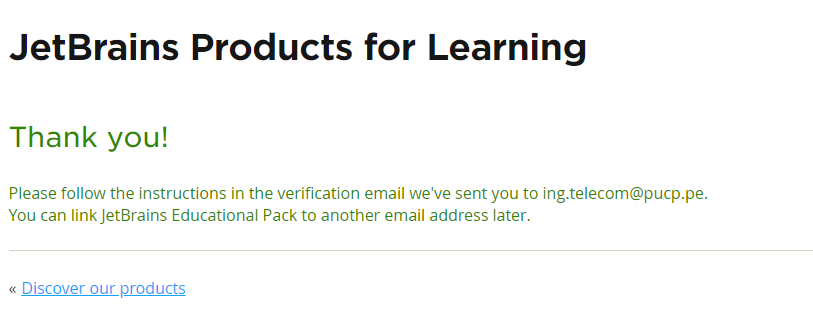 JetBrains Products for Learning
Thank you!
Please follow the instructions in the verification email we've sent you to ing.telecom@pucp.pe.
You can link JetBrains Educational Pack to another email address later.
« Discover our products